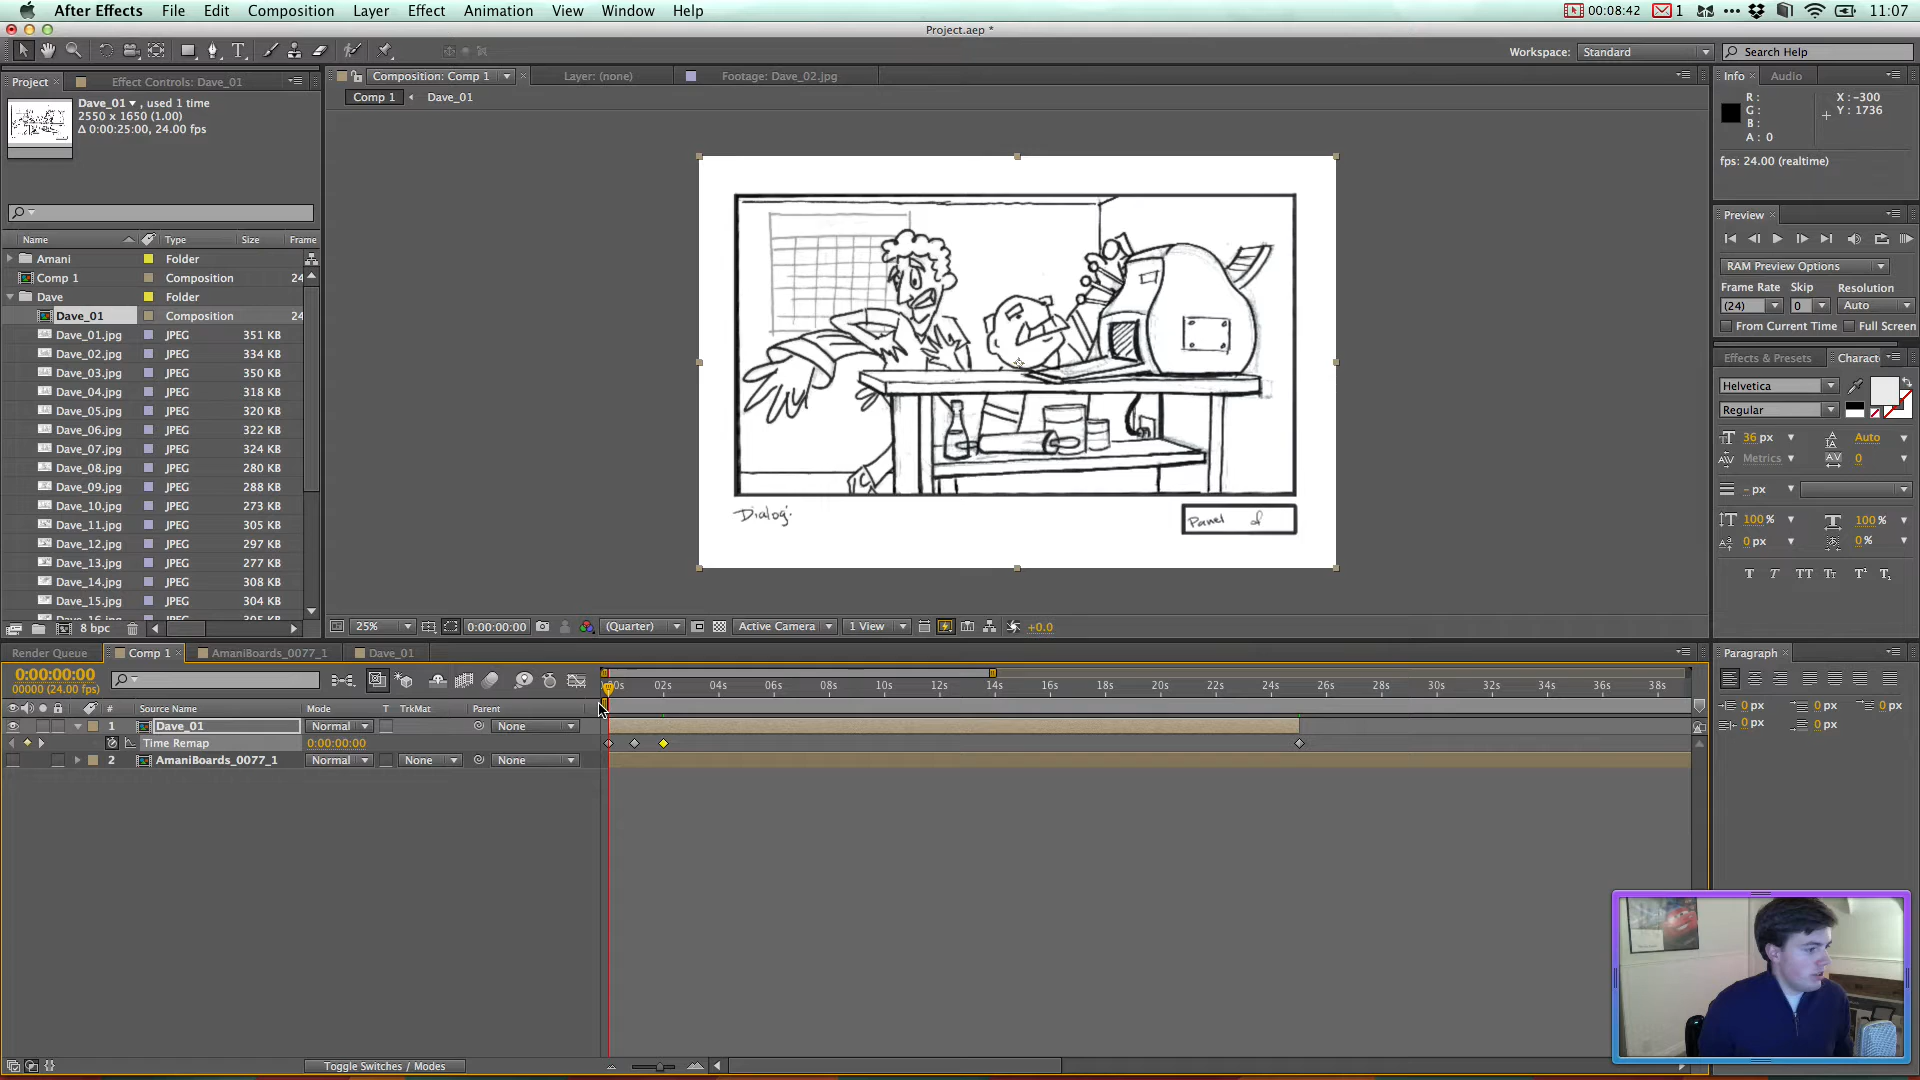 After Effects File Edit Composition Layer Effect Animation View Window Help 00:08:42 1 11:07
Project.aep *
Workspace: Standard Search Help
Project Effect Controls: Dave_01 Composition: Comp 1 Layer: (none) Footage: Dave_02.jpg Info Audio
Comp 1 Dave_01
Dave_01 , used 1 time
2550 x 1650 (1.00)
Δ 0:00:25:00, 24.00 fps
R: X: -300
G: Y: 1736
B:
A: 0
fps: 24.00 (realtime)
Preview
Name Type Size Frame
Amani Folder
Comp 1 Composition 24
Dave Folder
Dave_01 Composition 24
Dave_01.jpg JPEG 351 KB
Dave_02.jpg JPEG 334 KB
Dave_03.jpg JPEG 350 KB
Dave_04.jpg JPEG 318 KB
Dave_05.jpg JPEG 320 KB
Dave_06.jpg JPEG 322 KB
Dave_07.jpg JPEG 324 KB
Dave_08.jpg JPEG 280 KB
Dave_09.jpg JPEG 288 KB
Dave_10.jpg JPEG 273 KB
Dave_11.jpg JPEG 305 KB
Dave_12.jpg JPEG 297 KB
Dave_13.jpg JPEG 277 KB
Dave_14.jpg JPEG 308 KB
Dave_15.jpg JPEG 304 KB
8 bpc
Dialog:
Panel of
RAM Preview Options
Frame Rate Skip Resolution
(24) 0 Auto
From Current Time Full Screen
Effects & Presets Charact
Helvetica
Regular
36 px Auto
Metrics 0
- px
100 % 100 %
0 px 0 %
T T TT Tt T¹ T₁
25% 0:00:00:00 (Quarter) Active Camera 1 View +0.0
Render Queue Comp 1 AmaniBoards_0077_1 Dave_01
Paragraph
0 px 0 px 0 px
0 px 0 px
0:00:00:00
00000 (24.00 fps)
00s 02s 04s 06s 08s 10s 12s 14s 16s 18s 20s 22s 24s 26s 28s 30s 32s 34s 36s 38s
# Source Name Mode T TrkMat Parent
1 Dave_01 Normal None
Time Remap 0:00:00:00
2 AmaniBoards_0077_1 Normal None None
Toggle Switches / Modes